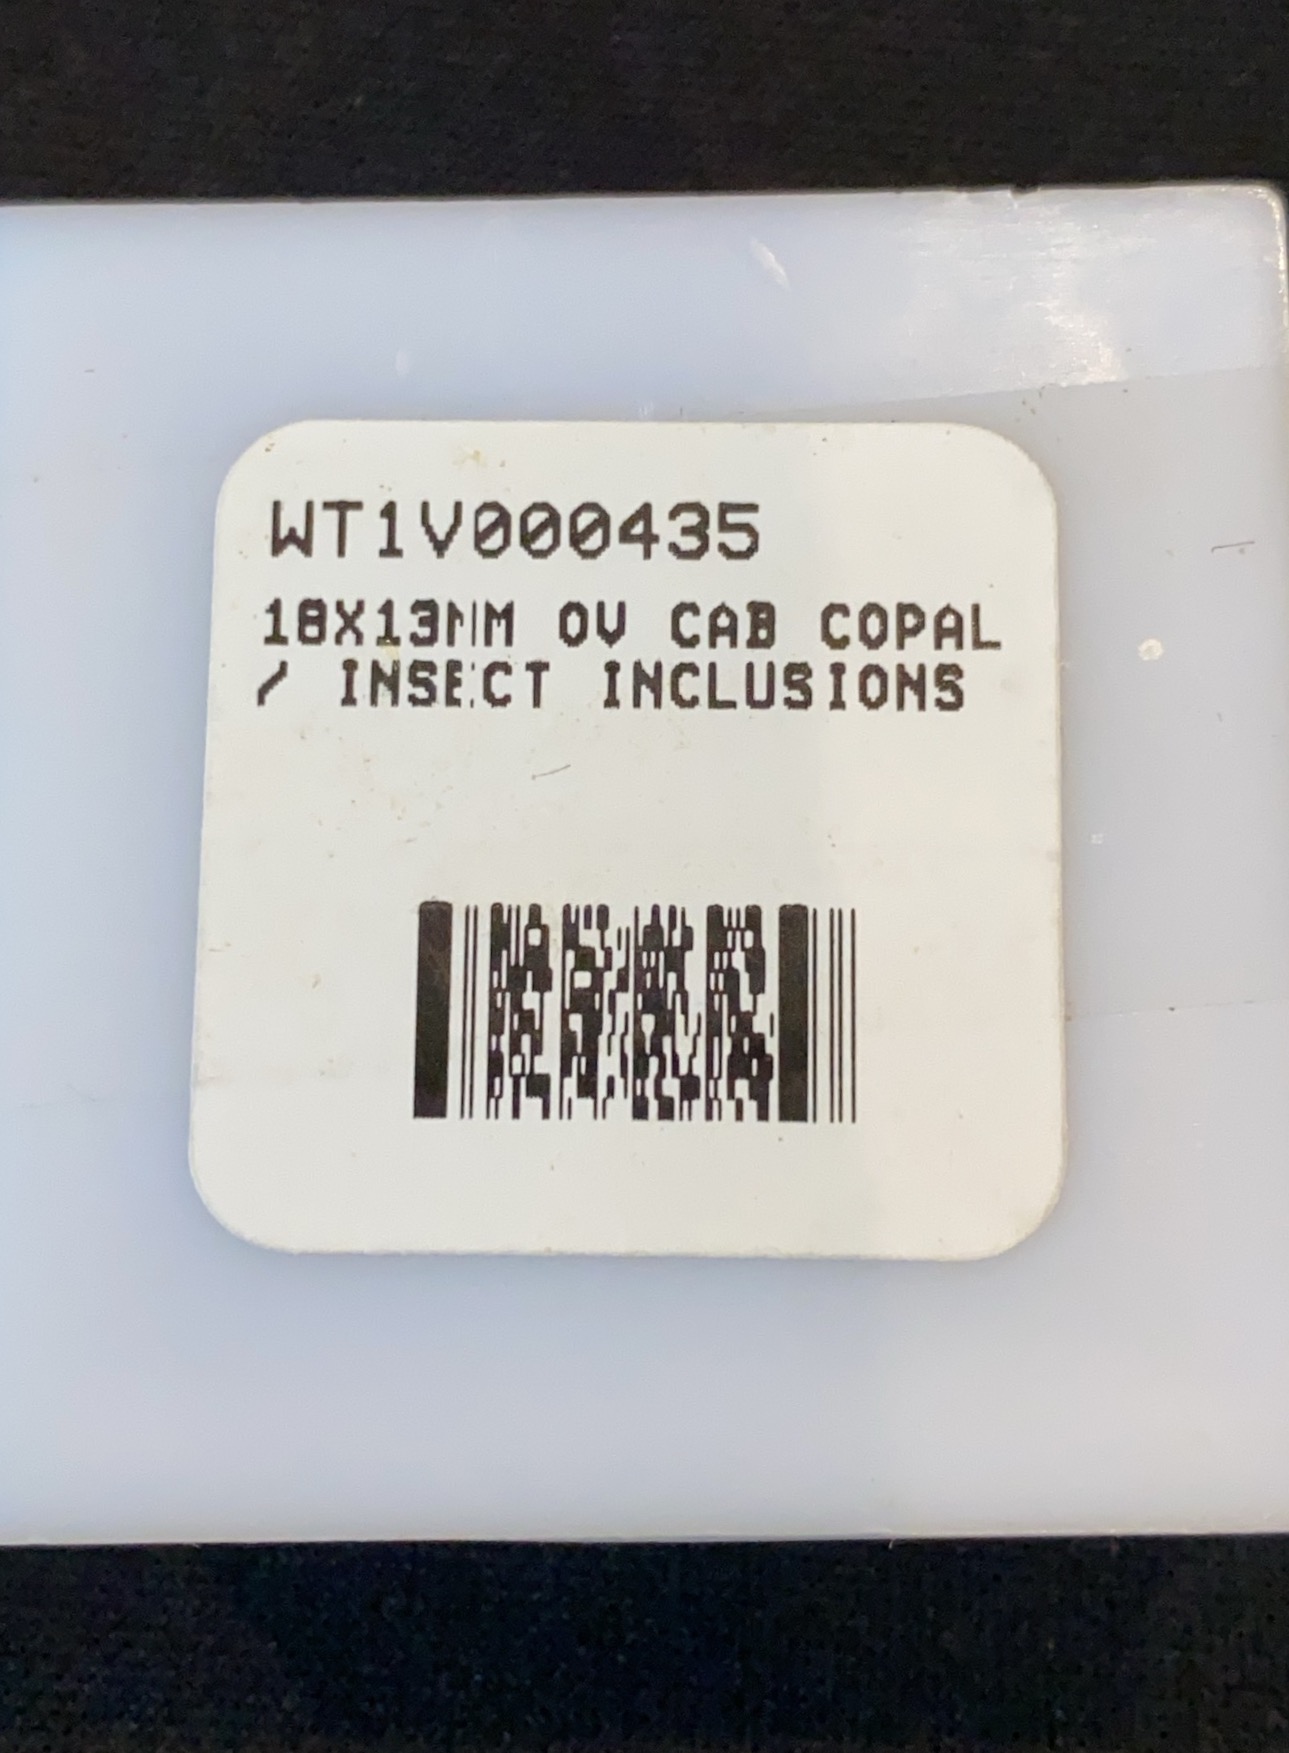 WT1V000435
18X13MM OV CAB COPAL
/ INSECT INCLUSIONS